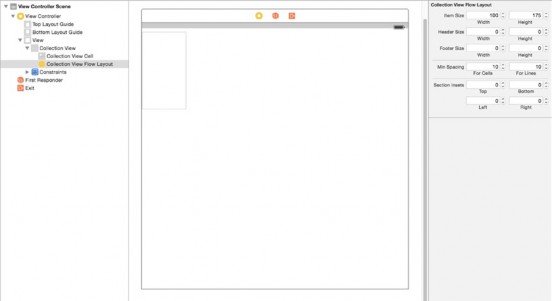 View Controller Scene
View Controller
Top Layout Guide
Bottom Layout Guide
View
Collection View
Collection View Cell
Collection View Flow Layout
Constraints
First Responder
Exit
Collection View Flow Layout
Item Size 180 175
Width Height
Header Size 0 0
Width Height
Footer Size 0 0
Width Height
Min Spacing 10 10
For Cells For Lines
Section Insets 0 0
Top Bottom
0 0
Left Right